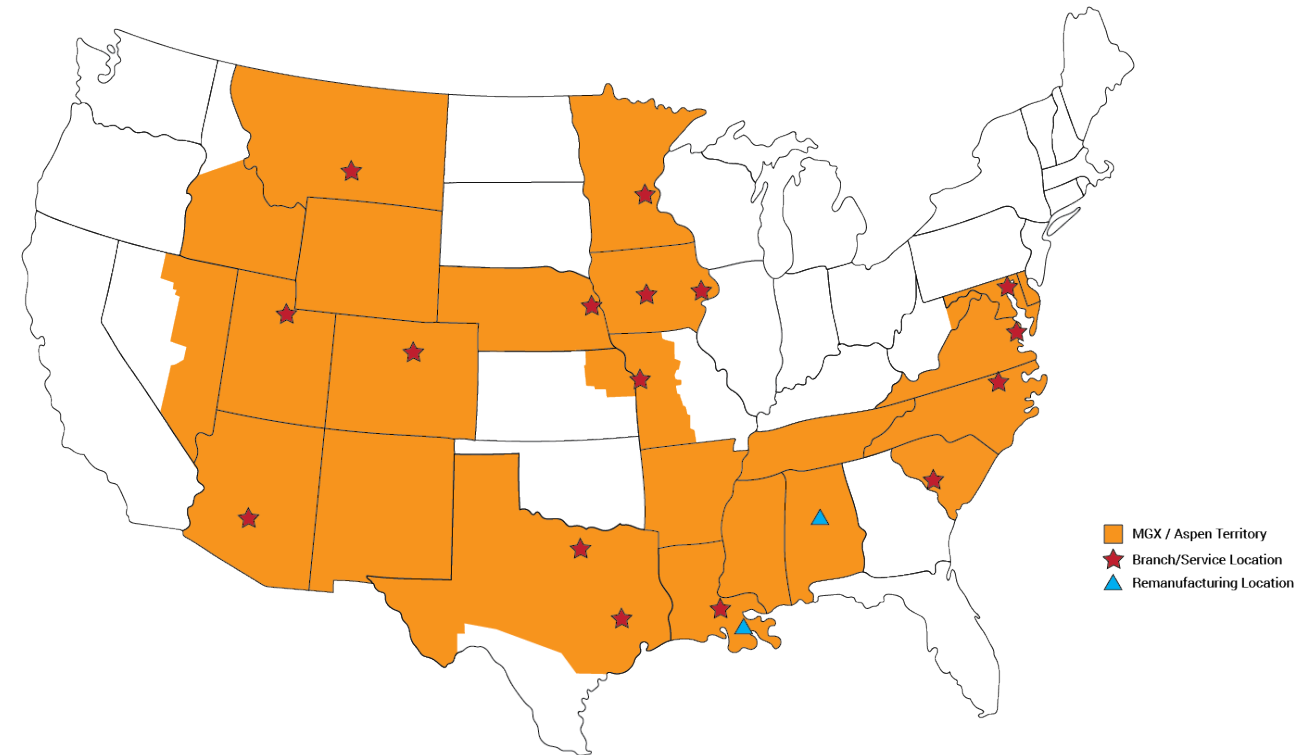 MGX / Aspen Territory
Branch/Service Location
Remanufacturing Location